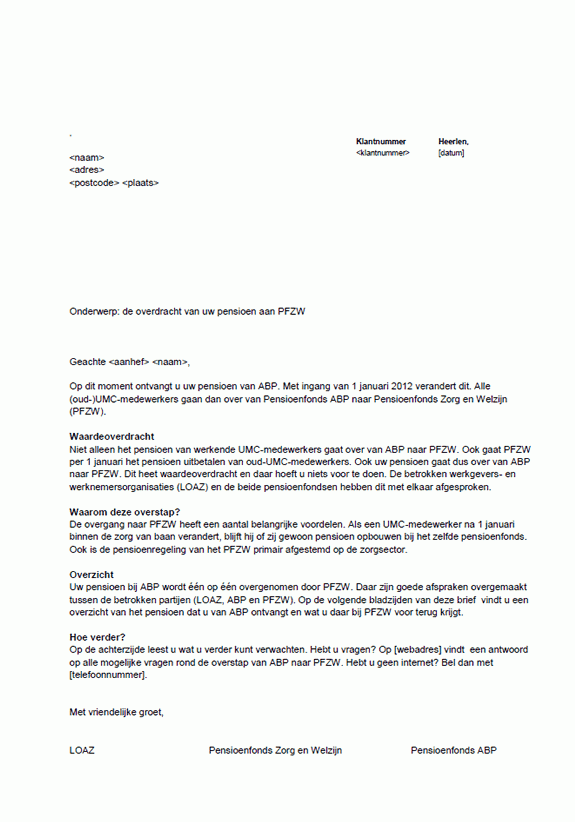 Klantnummer Heerlen,
<klantnummer> [datum]
<naam>
<adres>
<postcode> <plaats>
Onderwerp: de overdracht van uw pensioen aan PFZW
Geachte <aanhef> <naam>,
Op dit moment ontvangt u uw pensioen van ABP. Met ingang van 1 januari 2012 verandert dit. Alle
(oud-)UMC-medewerkers gaan dan over van Pensioenfonds ABP naar Pensioenfonds Zorg en Welzijn
(PFZW).
Waardeoverdracht
Niet alleen het pensioen van werkende UMC-medewerkers gaat over van ABP naar PFZW. Ook gaat PFZW
per 1 januari het pensioen uitbetalen van oud-UMC-medewerkers. Ook uw pensioen gaat dus over van ABP
naar PFZW. Dit heet waardeoverdracht en daar hoeft u niets voor te doen. De betrokken werkgevers- en
werknemersorganisaties (LOAZ) en de beide pensioenfondsen hebben dit met elkaar afgesproken.
Waarom deze overstap?
De overgang naar PFZW heeft een aantal belangrijke voordelen. Als een UMC-medewerker na 1 januari
binnen de zorg van baan verandert, blijft hij of zij gewoon pensioen opbouwen bij het zelfde pensioenfonds.
Ook is de pensioenregeling van het PFZW primair afgestemd op de zorgsector.
Overzicht
Uw pensioen bij ABP wordt één op één overgenomen door PFZW. Daar zijn goede afspraken overgemaakt
tussen de betrokken partijen (LOAZ, ABP en PFZW). Op de volgende bladzijden van deze brief vindt u een
overzicht van het pensioen dat u van ABP ontvangt en wat u daar bij PFZW voor terug krijgt.
Hoe verder?
Op de achterzijde leest u wat u verder kunt verwachten. Hebt u vragen? Op [webadres] vindt een antwoord
op alle mogelijke vragen rond de overstap van ABP naar PFZW. Hebt u geen internet? Bel dan met
[telefoonnummer].
Met vriendelijke groet,
LOAZ Pensioenfonds Zorg en Welzijn Pensioenfonds ABP